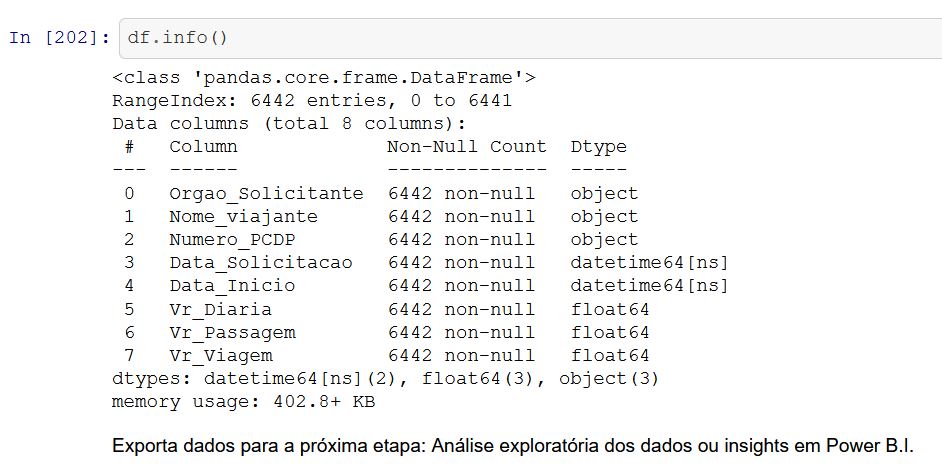 In [202]: df.info()
<class 'pandas.core.frame.DataFrame'>
RangeIndex: 6442 entries, 0 to 6441
Data columns (total 8 columns):
 #   Column             Non-Null Count  Dtype
---  ------             --------------  -----
 0   Orgao_Solicitante  6442 non-null   object
 1   Nome_viajante      6442 non-null   object
 2   Numero_PCDP        6442 non-null   object
 3   Data_Solicitacao   6442 non-null   datetime64[ns]
 4   Data_Inicio        6442 non-null   datetime64[ns]
 5   Vr_Diaria          6442 non-null   float64
 6   Vr_Passagem        6442 non-null   float64
 7   Vr_Viagem          6442 non-null   float64
dtypes: datetime64[ns](2), float64(3), object(3)
memory usage: 402.8+ KB
Exporta dados para a próxima etapa: Análise exploratória dos dados ou insights em Power B.I.